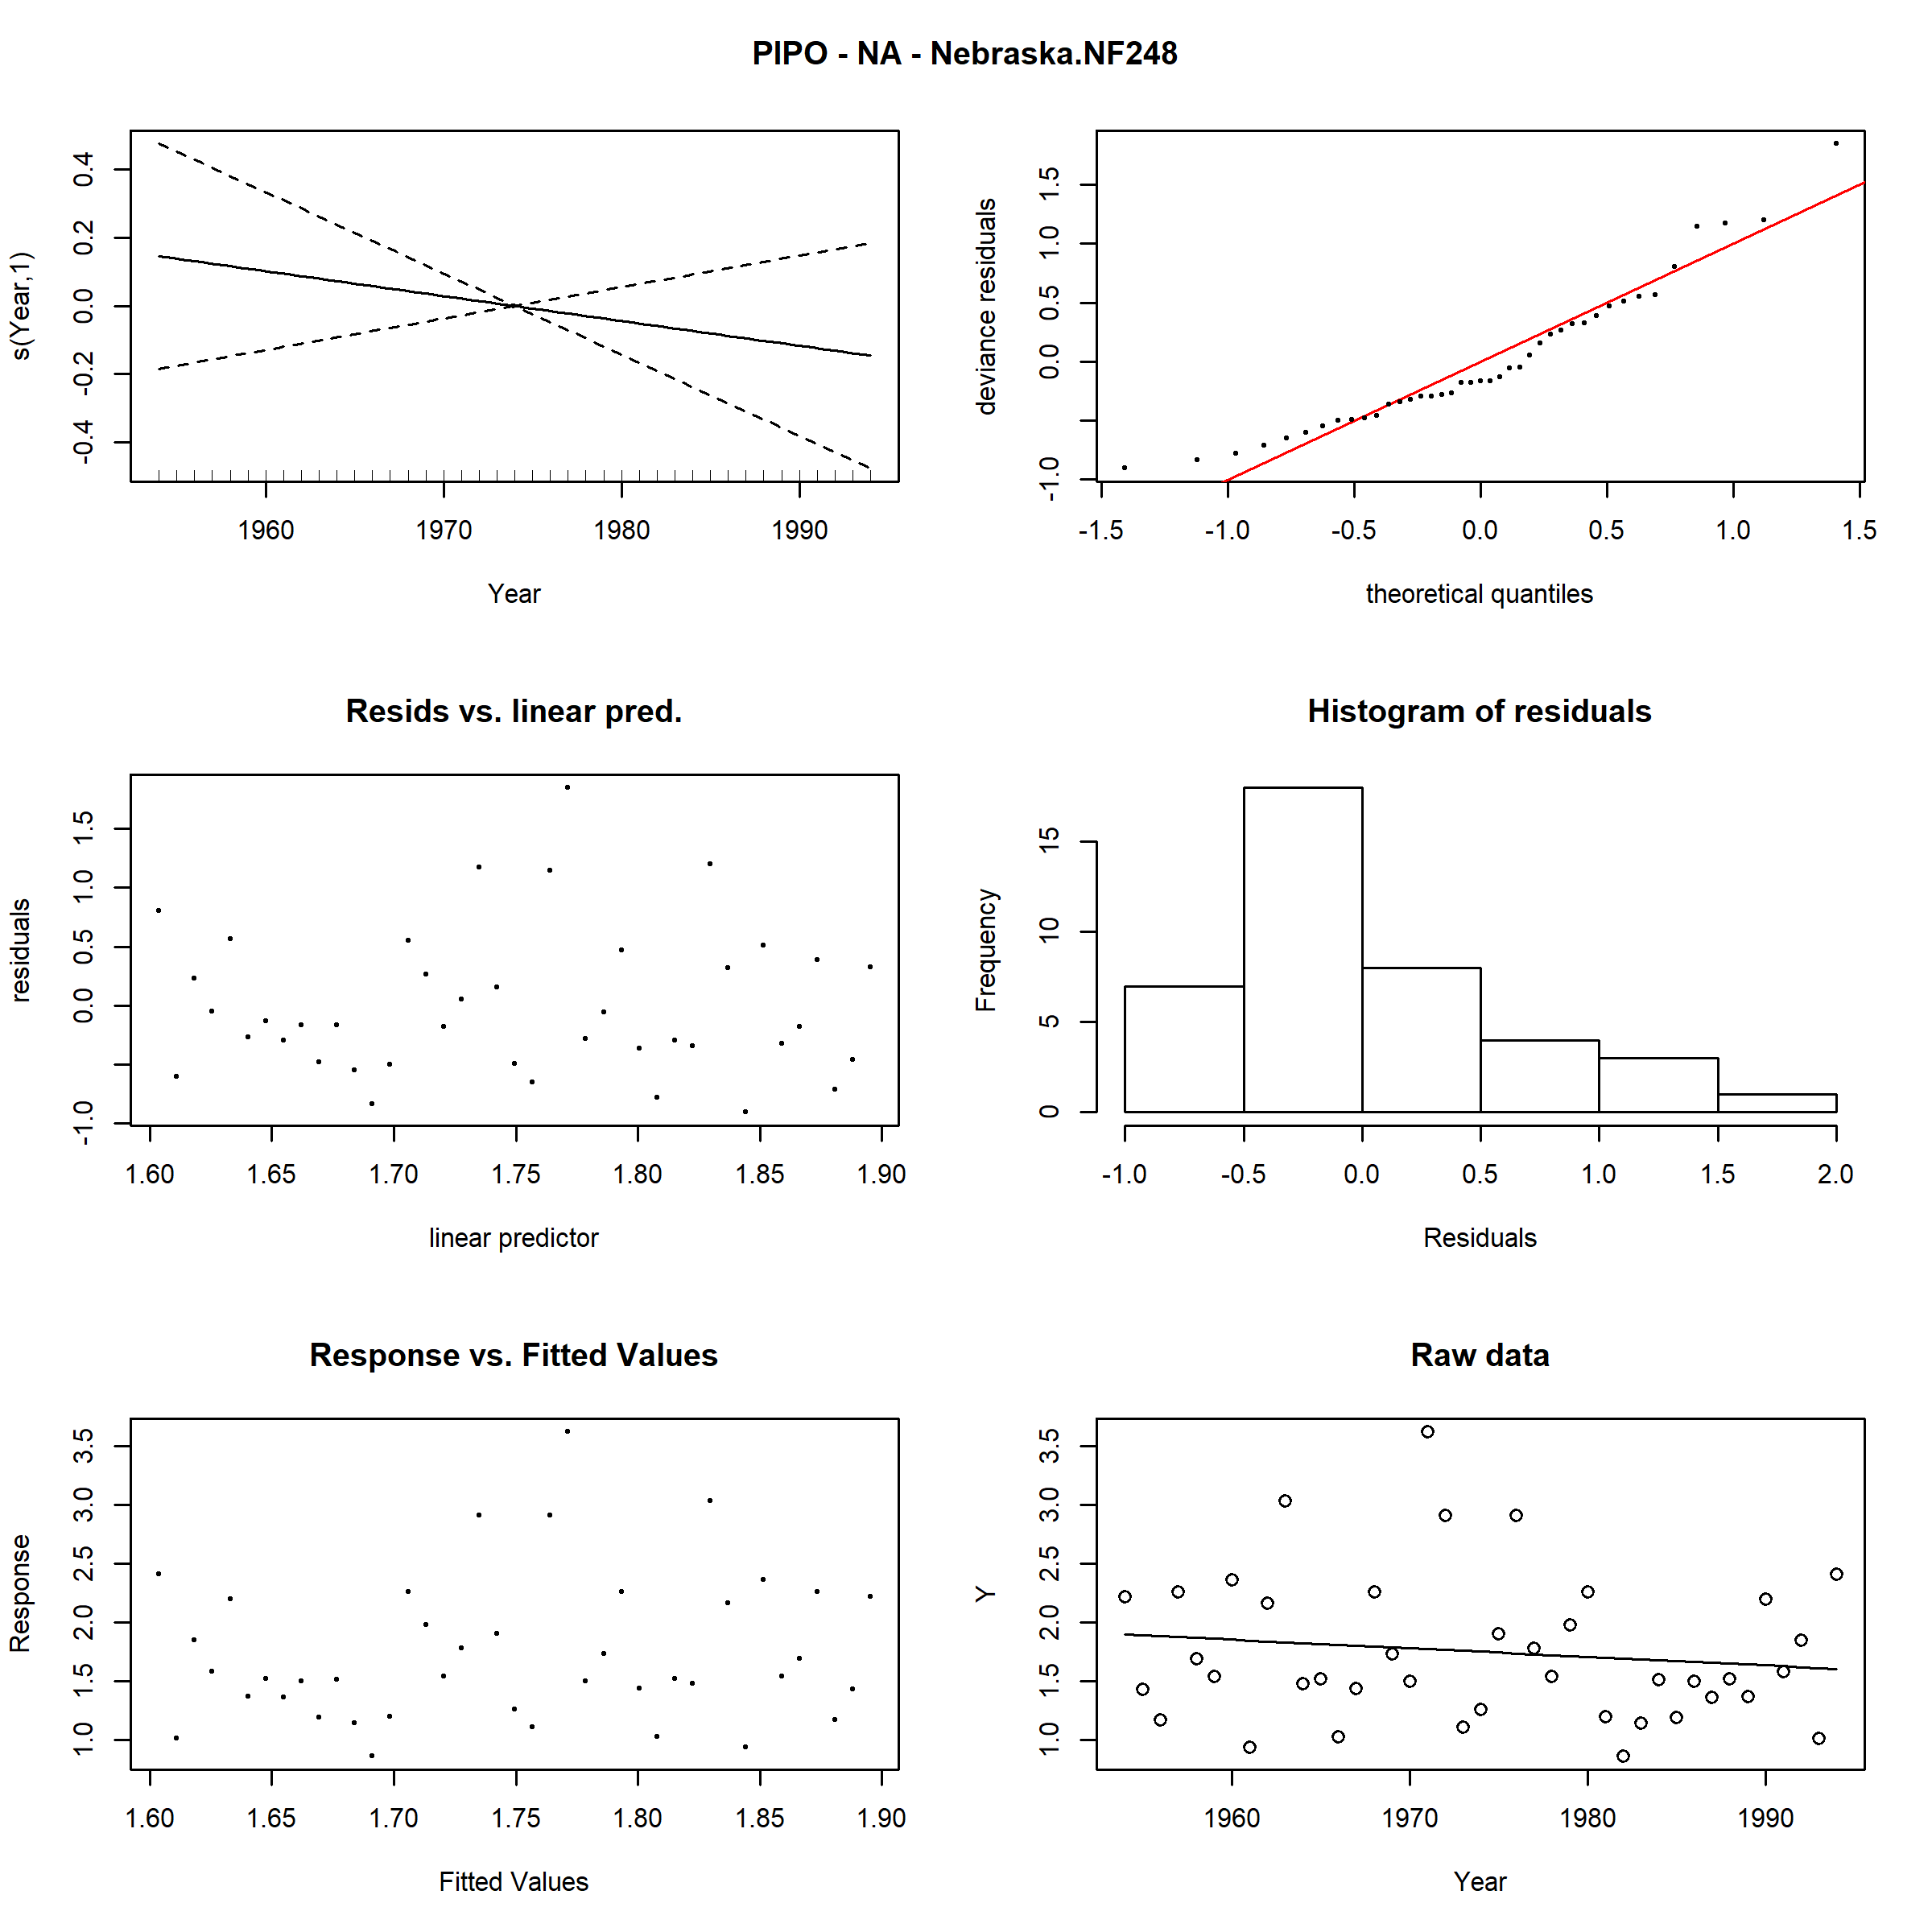 PIPO - NA - Nebraska.NF248
s(Year,1)
0.4
0.2
0.0
-0.2
-0.4
1960 1970 1980 1990
Year
deviance residuals
1.5
1.0
0.5
0.0
-1.0
-1.5 -1.0 -0.5 0.0 0.5 1.0 1.5
theoretical quantiles
Resids vs. linear pred.
residuals
1.5
1.0
0.5
0.0
-1.0
1.60 1.65 1.70 1.75 1.80 1.85 1.90
linear predictor
Histogram of residuals
Frequency
15
10
5
0
-1.0 -0.5 0.0 0.5 1.0 1.5 2.0
Residuals
Response vs. Fitted Values
Response
3.5
3.0
2.5
2.0
1.5
1.0
1.60 1.65 1.70 1.75 1.80 1.85 1.90
Fitted Values
Raw data
Y
3.5
3.0
2.5
2.0
1.5
1.0
1960 1970 1980 1990
Year